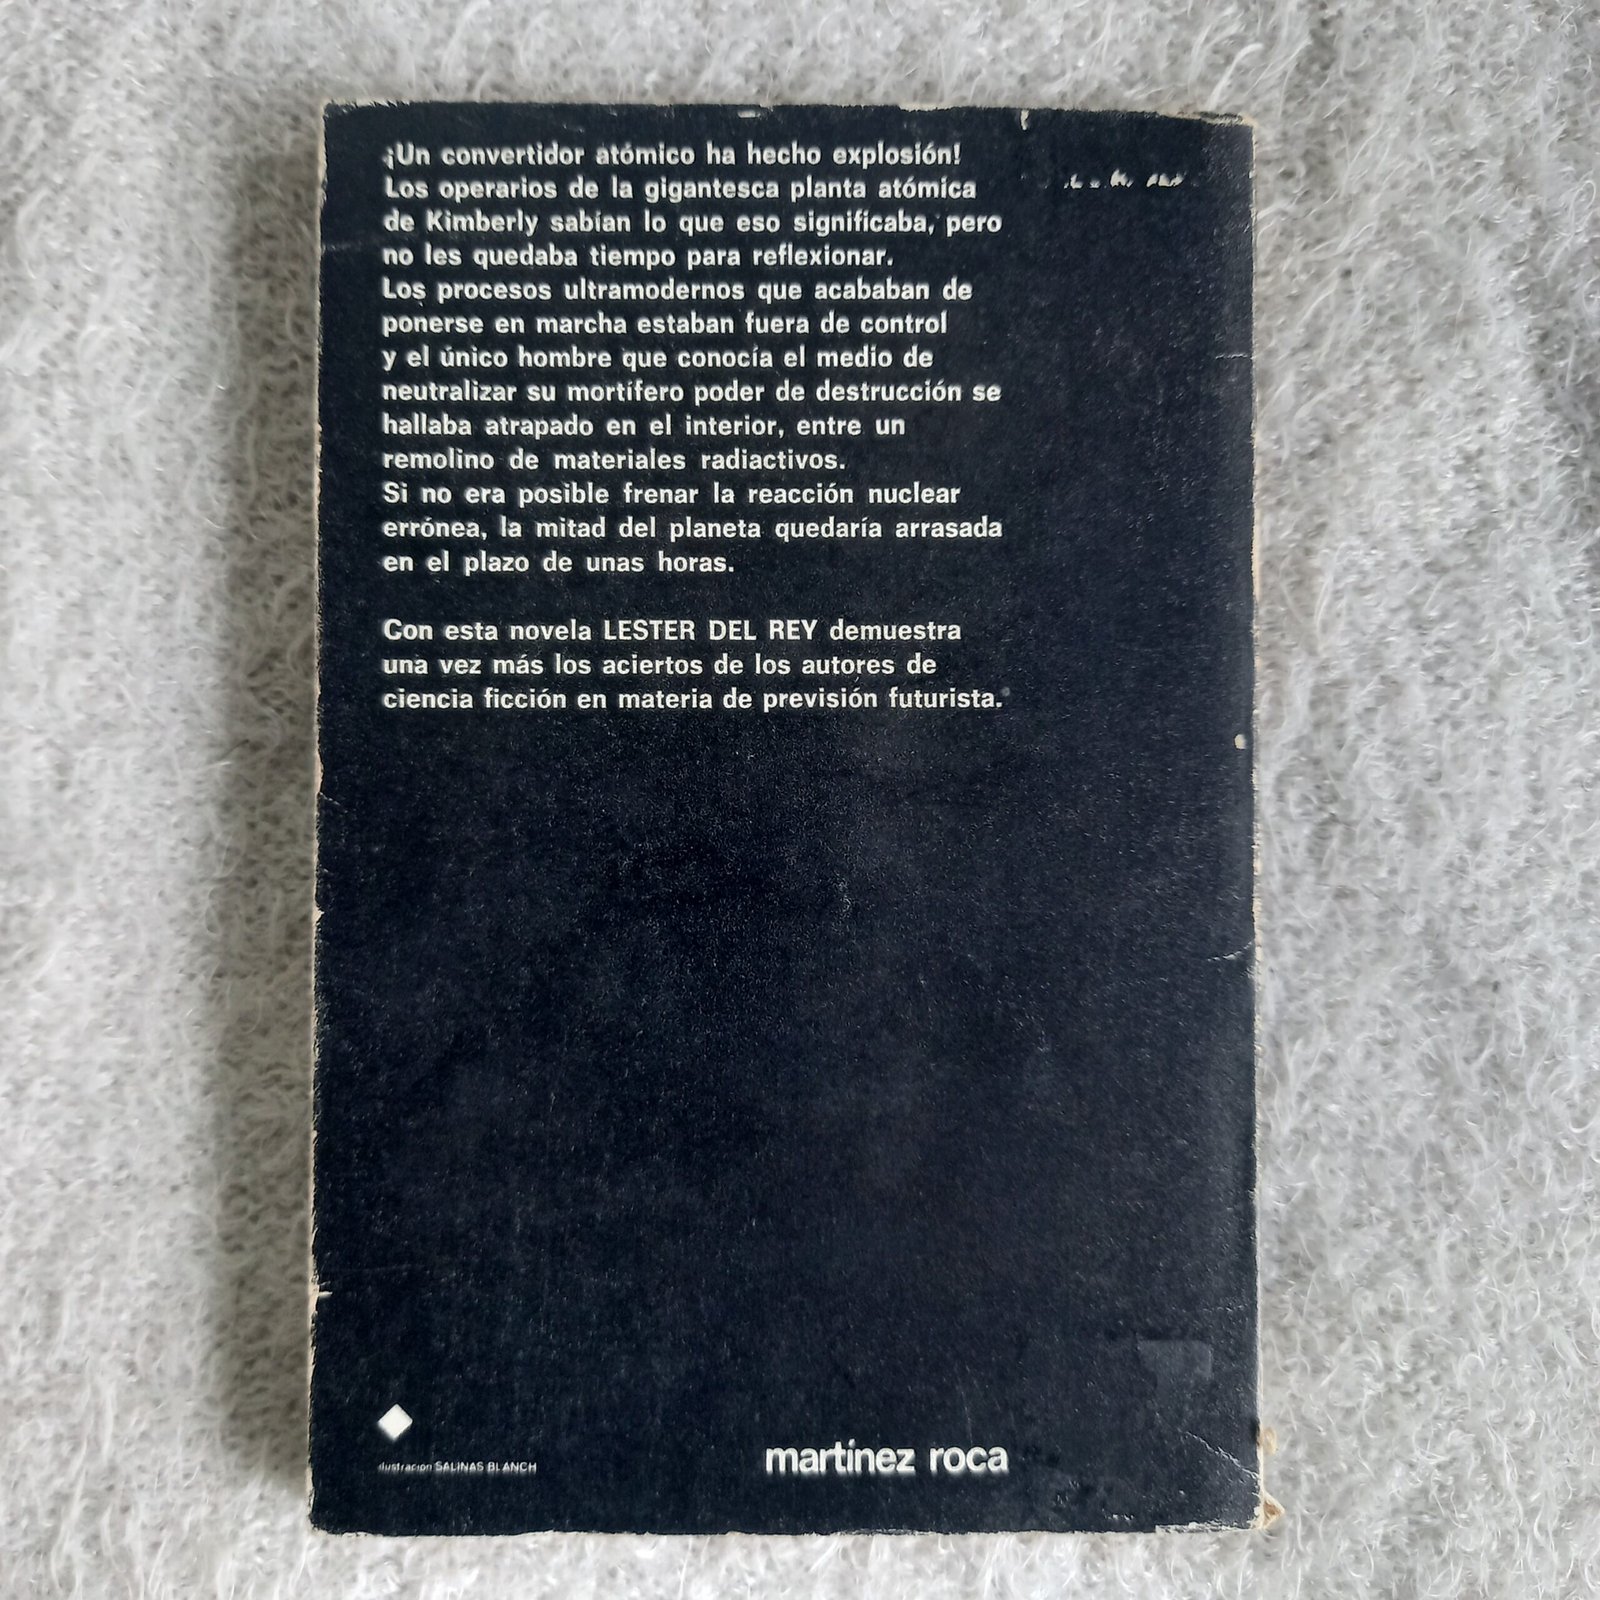 ¡Un convertidor atómico ha hecho explosión!
Los operarios de la gigantesca planta atómica
de Kimberly sabían lo que eso significaba, pero
no les quedaba tiempo para reflexionar.
Los procesos ultramodernos que acababan de
ponerse en marcha estaban fuera de control
y el único hombre que conocía el medio de
neutralizar su mortífero poder de destrucción se
hallaba atrapado en el interior, entre un
remolino de materiales radiactivos.
Si no era posible frenar la reacción nuclear
errónea, la mitad del planeta quedaría arrasada
en el plazo de unas horas.
Con esta novela LESTER DEL REY demuestra
una vez más los aciertos de los autores de
ciencia ficción en materia de previsión futurista.
ilustración SALINAS BLANCH
martínez roca